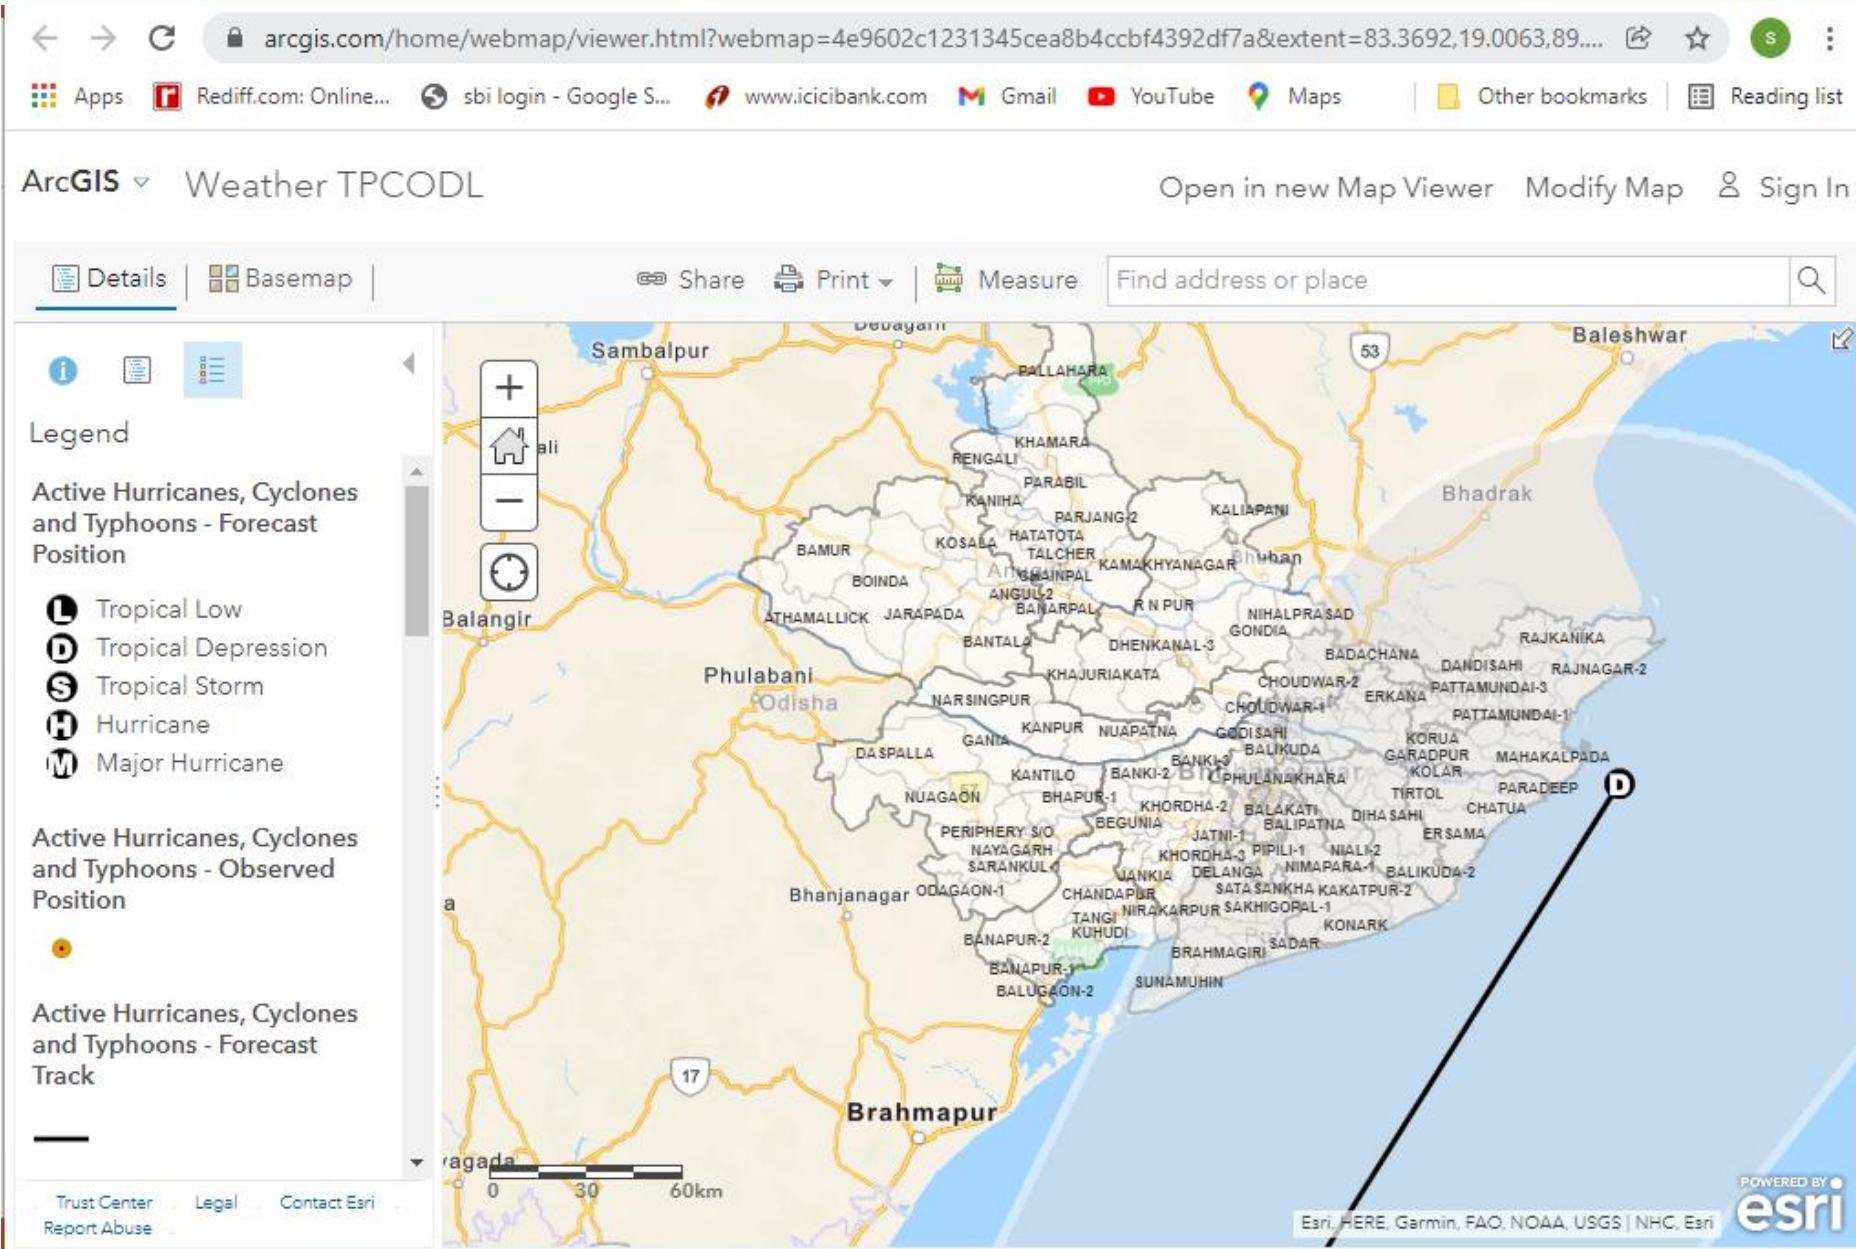 arcgis.com/home/webmap/viewer.html?webmap=4e9602c1231345cea8b4ccbf4392df7a&extent=83.3692,19.0063,89....
S
Apps
Rediff.com: Online...
sbi login - Google S...
www.icicibank.com
Gmail
YouTube
Maps
Other bookmarks
Reading list
ArcGIS
Weather TPCODL
Open in new Map Viewer
Modify Map
Sign In
Details
Basemap
Share
Print
Measure
Find address or place
Legend
Active Hurricanes, Cyclones
and Typhoons - Forecast
Position
L Tropical Low
D Tropical Depression
S Tropical Storm
H Hurricane
M Major Hurricane
Active Hurricanes, Cyclones
and Typhoons - Observed
Position
Active Hurricanes, Cyclones
and Typhoons - Forecast
Track
Trust Center
Legal
Contact Esri
Report Abuse
Sambalpur
53
Baleshwar
PALLAHARA
ali
KHAMARA
RENGALI
PARABIL
KANIHA
Bhadrak
KALIAPANI
PARJANG-2
KOSALA
HATATOTA
BAMUR
TALCHER
KAMAKHYANAGAR
BOINDA
CHAINPAL
ANGUL-2
Balangir
ATHAMALLICK
JARAPADA
BANARPAL
R N PUR
NIHALPRASAD
GONDIA
BANTALA
DHENKANAL-3
RAJKANIKA
BADACHANA
DANDISAHI
RAJNAGAR-2
Phulabani
KHAJURIAKATA
CHOUDWAR-2
ERKANA
PATTAMUNDAI-3
Odisha
NARSINGPUR
CHOUDWAR-1
PATTAMUNDAI-1
KANPUR
NUAPATNA
GODISAHI
GANIA
BALIKUDA
KORUA
DASPALLA
BANKI-3
GARADPUR
MAHAKALPADA
KANTILO
BANKI-2
PHULANAKHARA
KOLAR
57
NUAGAON
BHAPUR-1
KHORDHA-2
BALAKATI
TIRTOL
PARADEEP
D
CHATUA
BEGUNIA
BALIPATNA
DIHASAHI
PERIPHERY S/O
JATNI-1
ERSAMA
NAYAGARH
KHORDHA-3
PIPILI-1
NIALI-2
SARANKUL-1
JANKIA
DELANGA
NIMAPARA-1
BALIKUDA-2
Bhanjanagar
ODAGAON-1
CHANDAPUR
SATASANKHA
KAKATPUR-2
a
TANGI
NIRAKARPUR
SAKHIGOPAL-1
KUHUDI
KONARK
BANAPUR-2
BRAHMAGIRI
SADAR
BANAPUR-1
SUNAMUHIN
BALUGAON-2
17
Brahmapur
0 30 60km
Esri, HERE, Garmin, FAO, NOAA, USGS | NHC, Esri
POWERED BY
esri